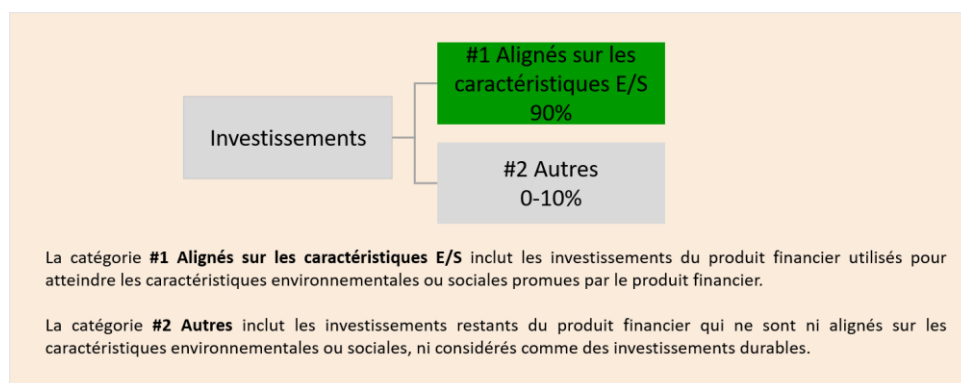 #1 Alignés sur les
caractéristiques E/S
90%
Investissements
#2 Autres
0-10%
La catégorie #1 Alignés sur les caractéristiques E/S inclut les investissements du produit financier utilisés pour
atteindre les caractéristiques environnementales ou sociales promues par le produit financier.
La catégorie #2 Autres inclut les investissements restants du produit financier qui ne sont ni alignés sur les
caractéristiques environnementales ou sociales, ni considérés comme des investissements durables.